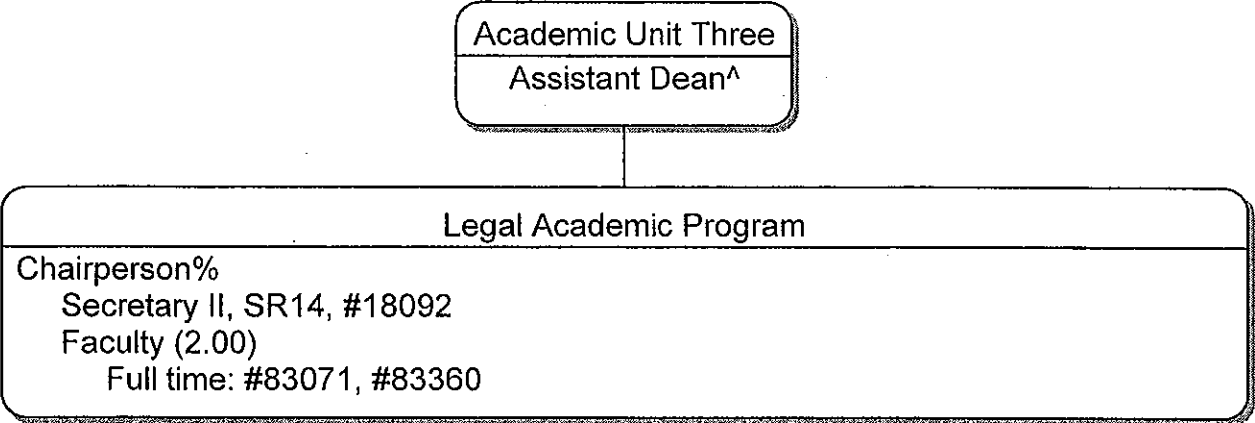 Academic Unit Three
Assistant Dean^
Legal Academic Program
Chairperson%
Secretary II, SR14, #18092
Faculty (2.00)
Full time: #83071, #83360